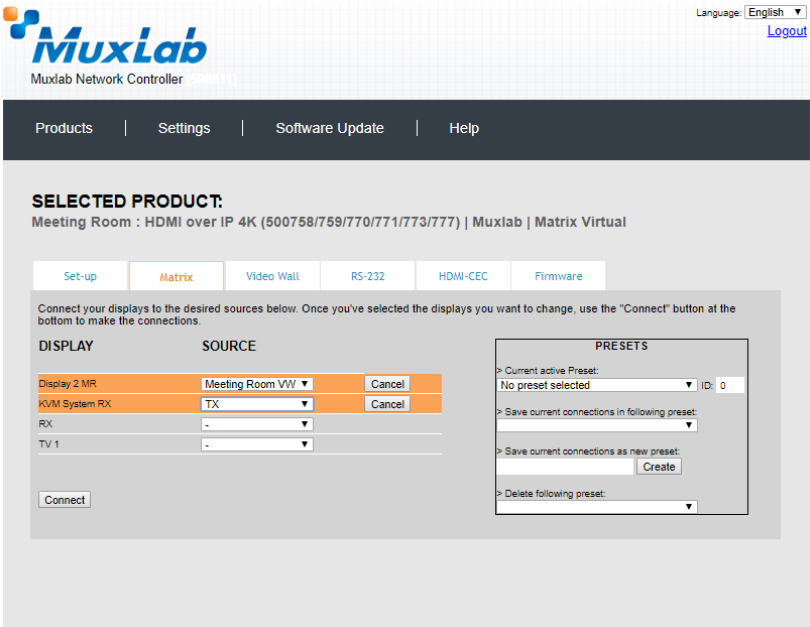 Language: English ▼
Logout
MuxLab
Muxlab Network Controller (500811)
Products | Settings | Software Update | Help
SELECTED PRODUCT:
Meeting Room : HDMI over IP 4K (500758/759/770/771/773/777) | Muxlab | Matrix Virtual
Set-up Matrix Video Wall RS-232 HDMI-CEC Firmware
Connect your displays to the desired sources below. Once you've selected the displays you want to change, use the "Connect" button at the
bottom to make the connections.
DISPLAY SOURCE
Display 2 MR Meeting Room VW ▼ Cancel
KVM System RX TX ▼ Cancel
RX - ▼
TV 1 - ▼
Connect
PRESETS
> Current active Preset:
No preset selected ▼ ID: 0
> Save current connections in following preset:
▼
> Save current connections as new preset:
Create
> Delete following preset:
▼